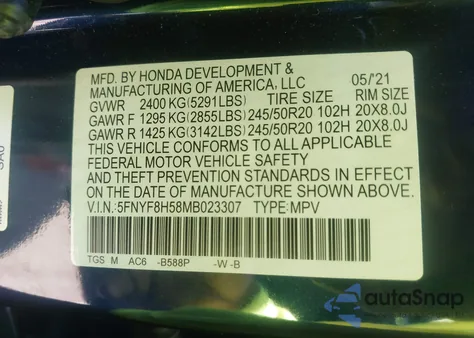 MFD. BY HONDA DEVELOPMENT &
MANUFACTURING OF AMERICA, LLC 05/'21
GVWR 2400 KG (5291LBS) TIRE SIZE RIM SIZE
GAWR F 1295 KG (2855LBS) 245/50R20 102H 20X8.0J
GAWR R 1425 KG (3142LBS) 245/50R20 102H 20X8.0J
THIS VEHICLE CONFORMS TO ALL APPLICABLE
FEDERAL MOTOR VEHICLE SAFETY
AND THEFT PREVENTION STANDARDS IN EFFECT
ON THE DATE OF MANUFACTURE SHOWN ABOVE.
V.I.N.:5FNYF8H58MB023307 TYPE:MPV
TGS M AC6 -B588P -W -B
autoSnap